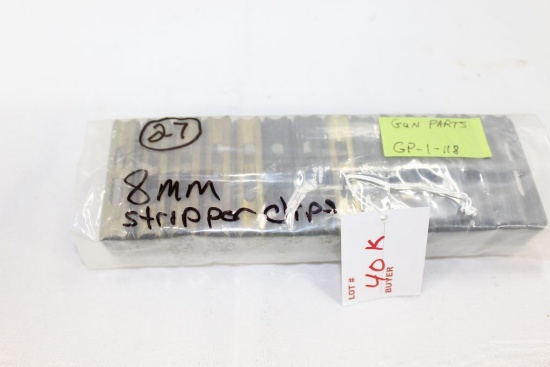 27
8mm
stripper clips
GUN PARTS
GP-1-118
LOT #
40K
BUYER